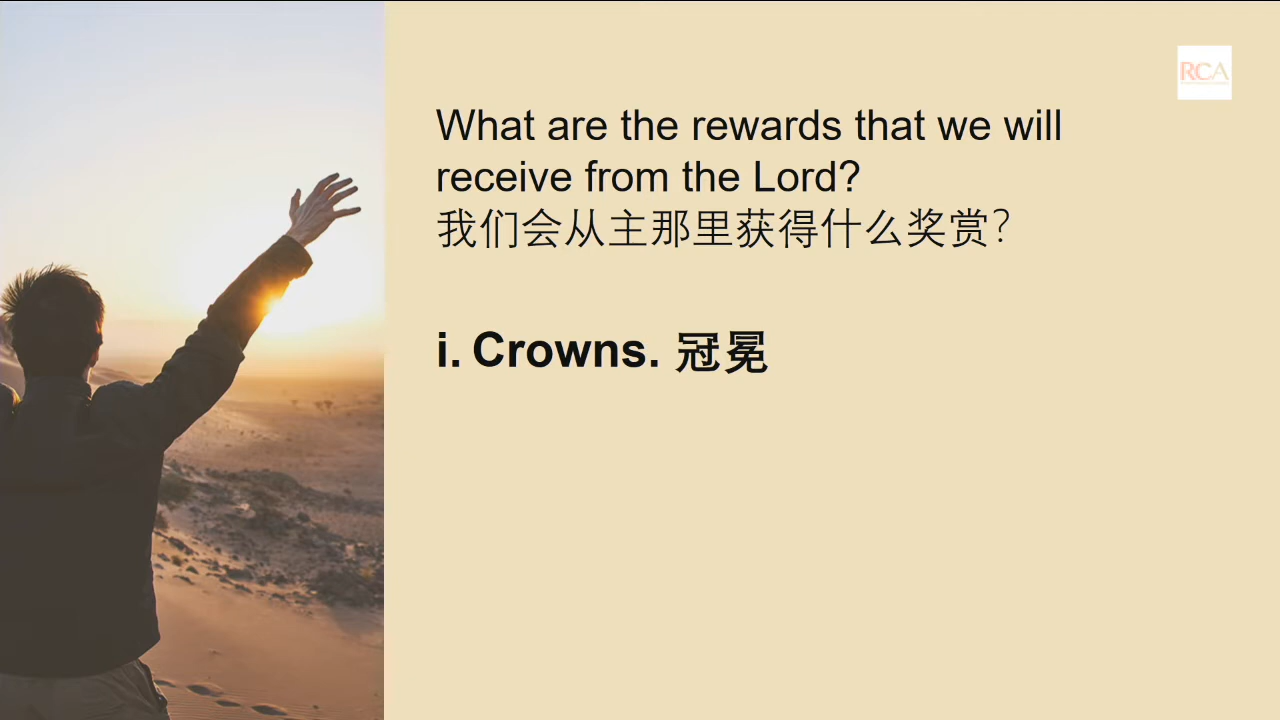 RCA
What are the rewards that we will
receive from the Lord?
我们会从主那里获得什么奖赏?
i. Crowns. 冠冕